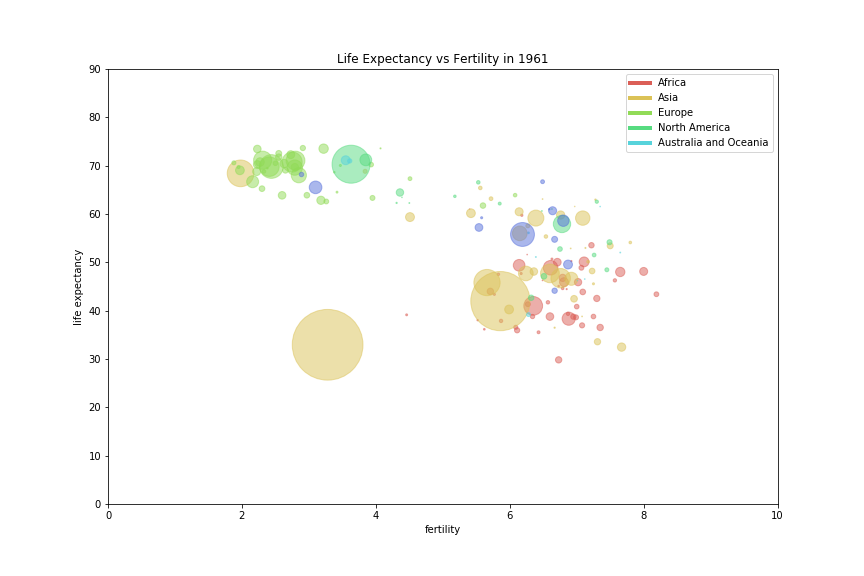 Life Expectancy vs Fertility in 1961
90
80
70
60
50
40
30
20
10
0
life expectancy
Africa
Asia
Europe
North America
Australia and Oceania
0 2 4 6 8 10
fertility